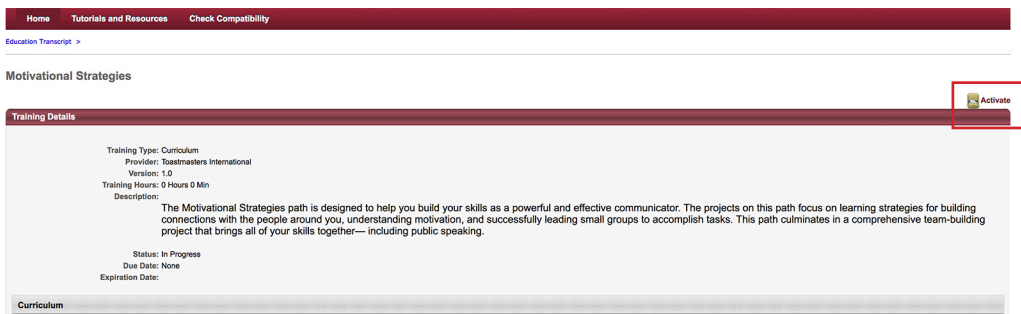 Home Tutorials and Resources Check Compatibility
Education Transcript >
Motivational Strategies
Activate
Training Details
Training Type: Curriculum
Provider: Toastmasters International
Version: 1.0
Training Hours: 0 Hours 0 Min
Description:
The Motivational Strategies path is designed to help you build your skills as a powerful and effective communicator. The projects on this path focus on learning strategies for building
connections with the people around you, understanding motivation, and successfully leading small groups to accomplish tasks. This path culminates in a comprehensive team-building
project that brings all of your skills together— including public speaking.
Status: In Progress
Due Date: None
Expiration Date:
Curriculum